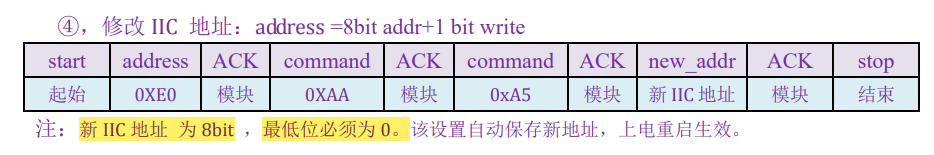 ④，修改 IIC 地址：address =8bit addr+1 bit write
start address ACK command ACK command ACK new_addr ACK stop
起始 0XE0 模块 0XAA 模块 0xA5 模块 新 IIC 地址 模块 结束
注：新 IIC 地址 为 8bit ，最低位必须为 0。该设置自动保存新地址，上电重启生效。